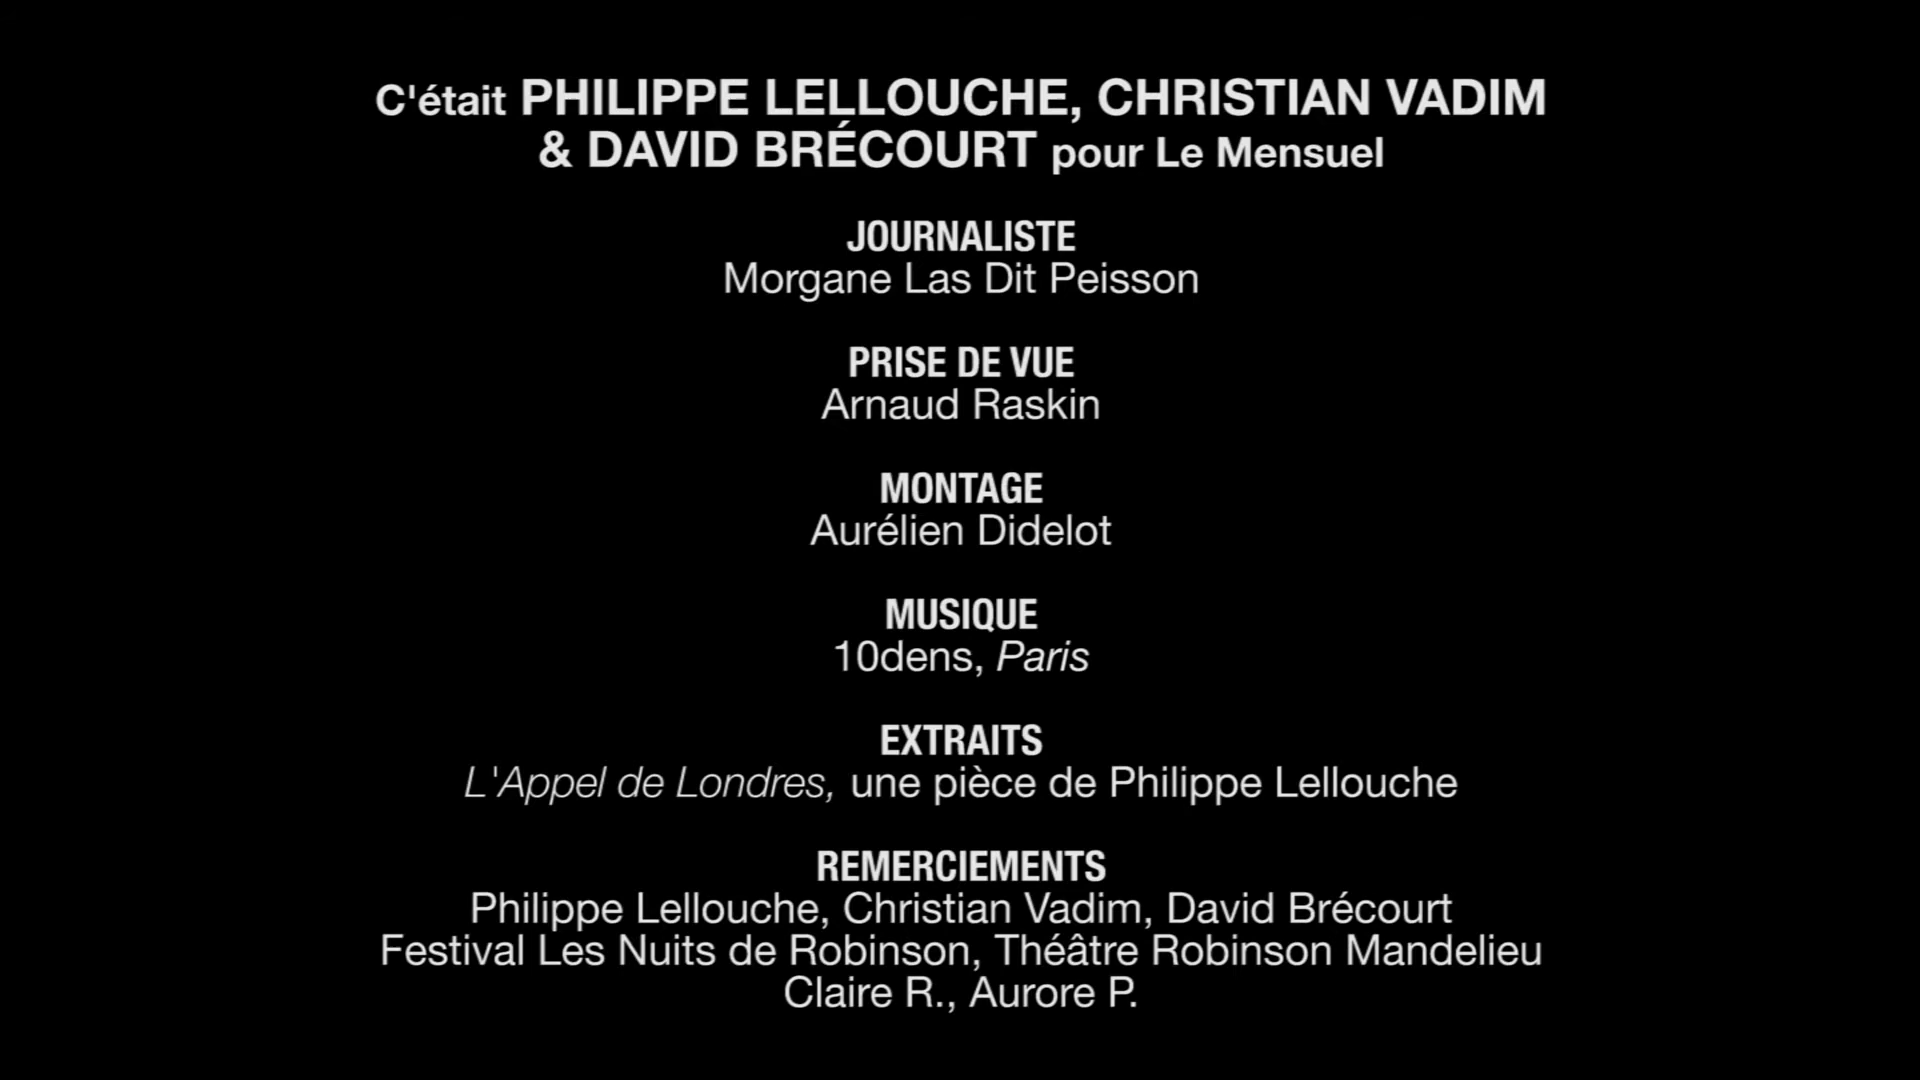 C'était PHILIPPE LELLOUCHE, CHRISTIAN VADIM
& DAVID BRÉCOURT pour Le Mensuel
JOURNALISTE
Morgane Las Dit Peisson
PRISE DE VUE
Arnaud Raskin
MONTAGE
Aurélien Didelot
MUSIQUE
10dens, Paris
EXTRAITS
L'Appel de Londres, une pièce de Philippe Lellouche
REMERCIEMENTS
Philippe Lellouche, Christian Vadim, David Brécourt
Festival Les Nuits de Robinson, Théâtre Robinson Mandelieu
Claire R., Aurore P.